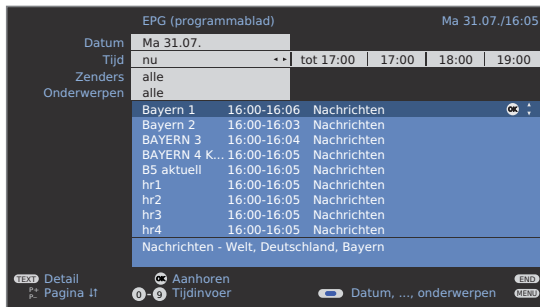 EPG (programmablad) Ma 31.07./16:05
Datum Ma 31.07.
Tijd nu tot 17:00 17:00 18:00 19:00
Zenders alle
Onderwerpen alle
Bayern 1 16:00-16:06 Nachrichten OK
Bayern 2 16:00-16:03 Nachrichten
BAYERN 3 16:00-16:04 Nachrichten
BAYERN 4 K... 16:00-16:05 Nachrichten
B5 aktuell 16:00-16:05 Nachrichten
hr1 16:00-16:05 Nachrichten
hr2 16:00-16:05 Nachrichten
hr3 16:00-16:05 Nachrichten
hr4 16:00-16:05 Nachrichten
Nachrichten - Welt, Deutschland, Bayern
TEXT Detail OK Aanhoren END
P+ P- Pagina ↓↑ 0-9 Tijdinvoer Datum, ..., onderwerpen MENU